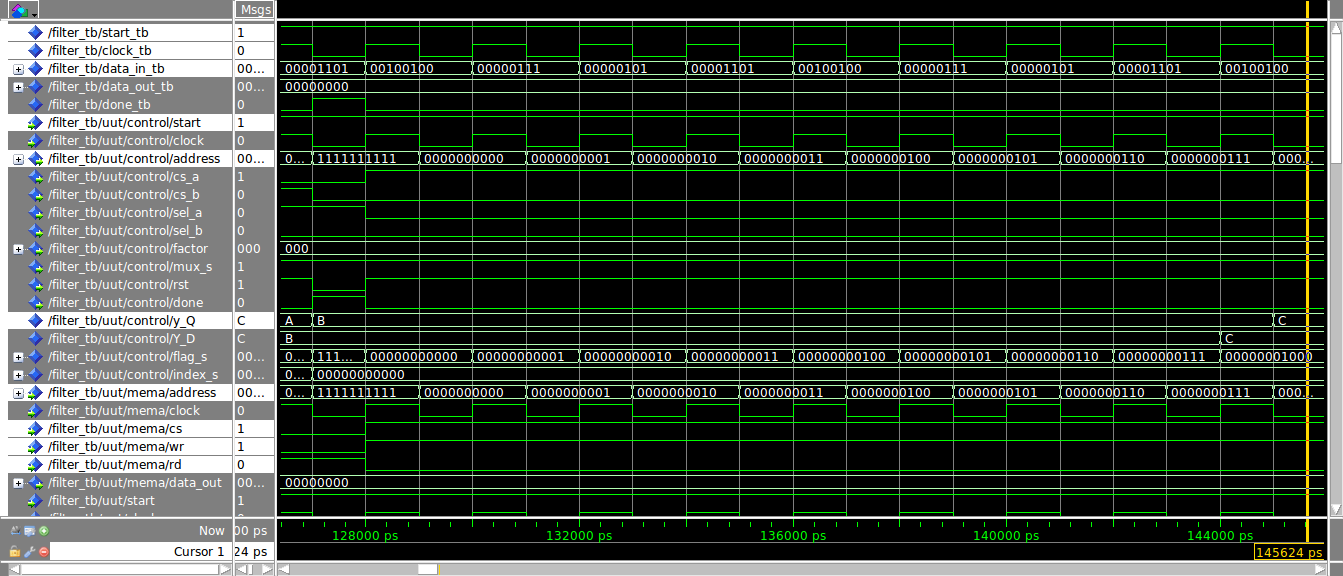 Msgs
/filter_tb/start_tb 1
/filter_tb/clock_tb 0
/filter_tb/data_in_tb 00... 00001101 00100100 00000111 00000101 00001101 00100100 00000111 00000101 00001101 00100100
/filter_tb/data_out_tb 00... 00000000
/filter_tb/done_tb 0
/filter_tb/uut/control/start 1
/filter_tb/uut/control/clock 0
/filter_tb/uut/control/address 00... 0... 1111111111 0000000000 0000000001 0000000010 0000000011 0000000100 0000000101 0000000110 0000000111 000...
/filter_tb/uut/control/cs_a 1
/filter_tb/uut/control/cs_b 0
/filter_tb/uut/control/sel_a 0
/filter_tb/uut/control/sel_b 0
/filter_tb/uut/control/factor 000 000
/filter_tb/uut/control/mux_s 1
/filter_tb/uut/control/rst 1
/filter_tb/uut/control/done 0
/filter_tb/uut/control/y_Q C A B C
/filter_tb/uut/control/Y_D C B C
/filter_tb/uut/control/flag_s 00... 0... 111... 00000000000 00000000001 00000000010 00000000011 00000000100 00000000101 00000000110 00000000111 00000001000
/filter_tb/uut/control/index_s 00... 0... 00000000000
/filter_tb/uut/mema/address 00... 0... 1111111111 0000000000 0000000001 0000000010 0000000011 0000000100 0000000101 0000000110 0000000111 000...
/filter_tb/uut/mema/clock 0
/filter_tb/uut/mema/cs 1
/filter_tb/uut/mema/wr 1
/filter_tb/uut/mema/rd 0
/filter_tb/uut/mema/data_out 00... 00000000
/filter_tb/uut/start 1
Now 00 ps 128000 ps 132000 ps 136000 ps 140000 ps 144000 ps
Cursor 1 24 ps 145624 ps